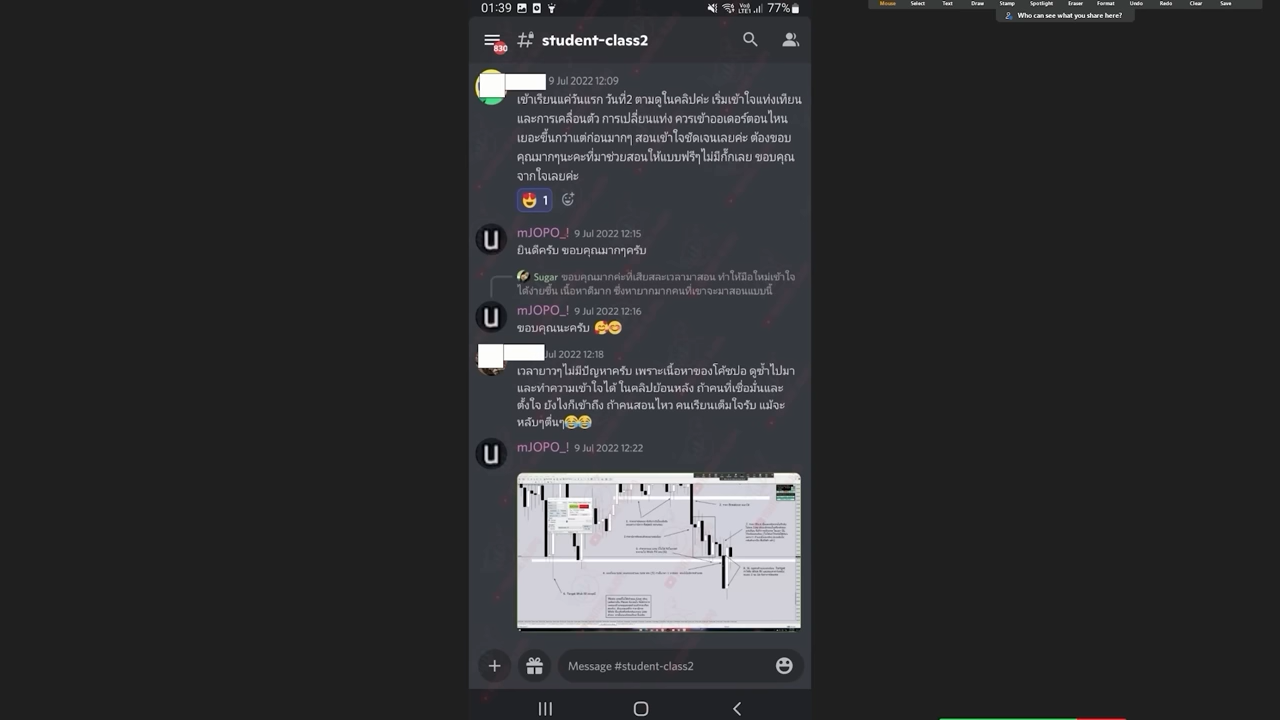 Mouse Select Text Draw Stamp Spotlight Eraser Format Undo Redo Clear Save
Who can see what you share here?
01:39 77%
830 student-class2
9 Jul 2022 12:09
เข้าเรียนแค่วันแรก วันที่2 ตามดูในคลิปค่ะ เริ่มเข้าใจแท่งเทียน
และการเคลื่อนตัว การเปลี่ยนแท่ง ควรเข้าออเดอร์ตอนไหน
เยอะขึ้นกว่าแต่ก่อนมากๆ สอนเข้าใจชัดเจนเลยค่ะ ต้องขอบ
คุณมากๆนะคะที่มาช่วยสอนให้แบบฟรีๆไม่มีกั๊กเลย ขอบคุณ
จากใจเลยค่ะ
1
mJOPO_! 9 Jul 2022 12:15
ยินดีครับ ขอบคุณมากๆครับ
Sugar ขอบคุณมากค่ะที่เสียสละเวลามาสอน ทำให้มือใหม่เข้าใจ
ได้ง่ายขึ้น เนื้อหาดีมาก ซึ่งหายากมากคนที่เขาจะมาสอนแบบนี้
mJOPO_! 9 Jul 2022 12:16
ขอบคุณนะครับ 🥰😊
Jul 2022 12:18
เวลายาวๆไม่มีปัญหาครับ เพราะเนื้อหาของโค้ชปอ ดูซ้ำไปมา
และทำความเข้าใจได้ ในคลิปย้อนหลัง ถ้าคนที่เชื่อมั่นและ
ตั้งใจ ยังไงก็เข้าถึง ถ้าคนสอนไหว คนเรียนเต็มใจรับ แม้จะ
หลับๆตื่นๆ😂😂
mJOPO_! 9 Jul 2022 12:22
Message #student-class2